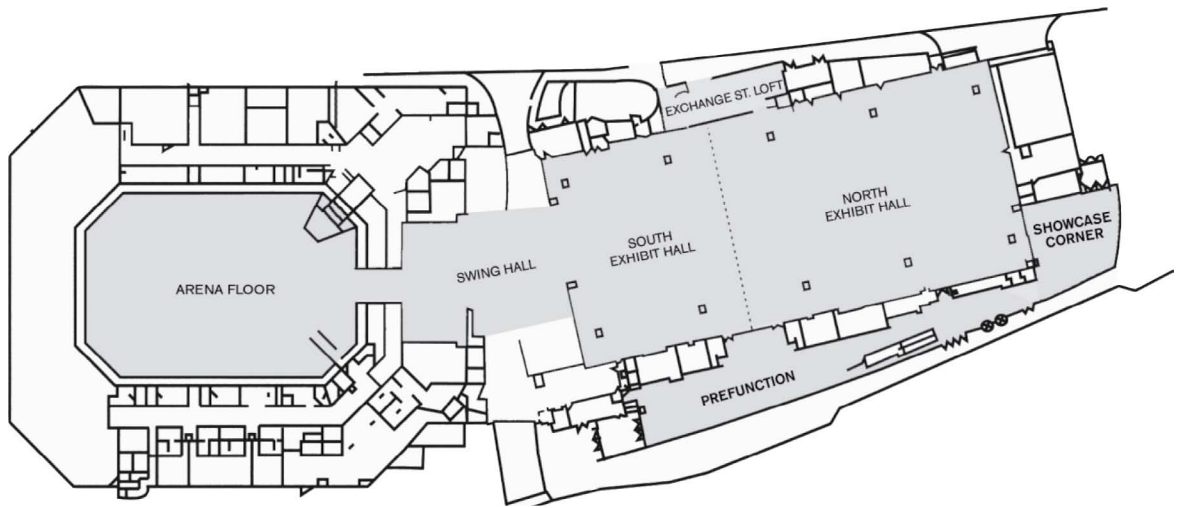 EXCHANGE ST. LOFT
NORTH
EXHIBIT HALL
SHOWCASE
CORNER
SOUTH
EXHIBIT HALL
SWING HALL
ARENA FLOOR
PREFUNCTION